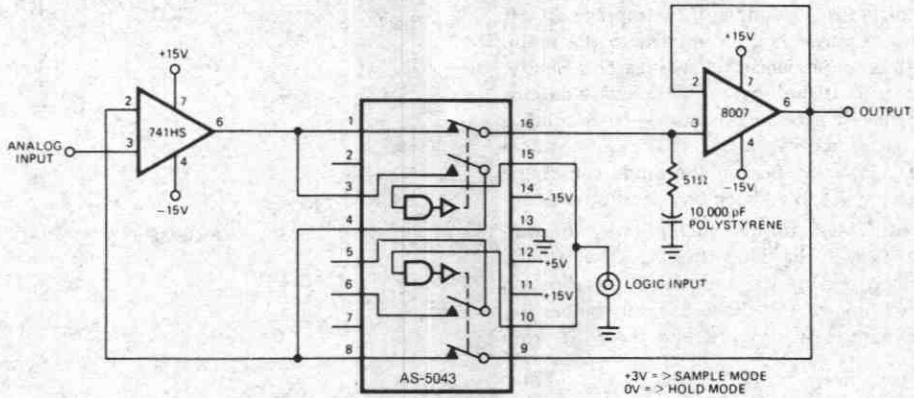 +15V
2
7
741HS
6
ANALOG
INPUT
3
4
-15V
1
16
2
15
3
14
-15V
4
13
5
12
+5V
6
11
+15V
7
10
8
9
AS-5043
LOGIC INPUT
+15V
2
7
8007
6
OUTPUT
3
4
-15V
51Ω
10,000 pF
POLYSTYRENE
+3V = > SAMPLE MODE
0V = > HOLD MODE